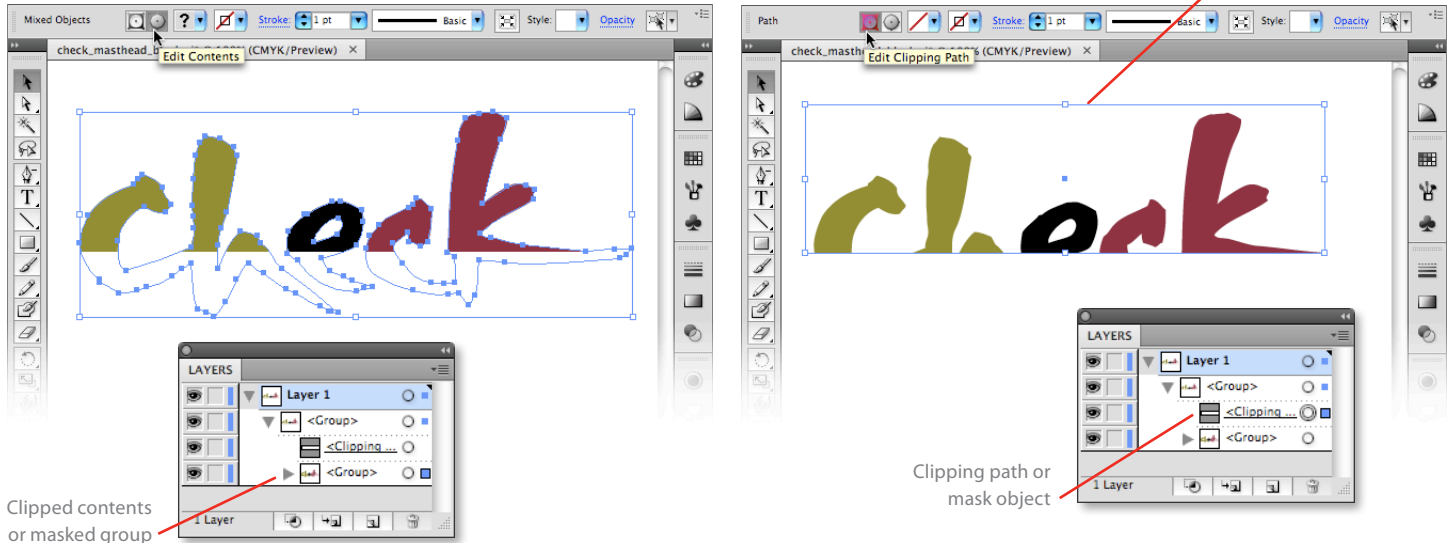 Mixed Objects ? Stroke: 1 pt Basic Style: Opacity
(CMYK/Preview) ×
Edit Contents
check
LAYERS
Layer 1
<Group>
<Clipping ...
<Group>
1 Layer
Clipped contents
or masked group
Path Stroke: 1 pt Basic Style: Opacity
(CMYK/Preview) ×
Edit Clipping Path
check
LAYERS
Layer 1
<Group>
<Clipping ...
<Group>
1 Layer
Clipping path or
mask object